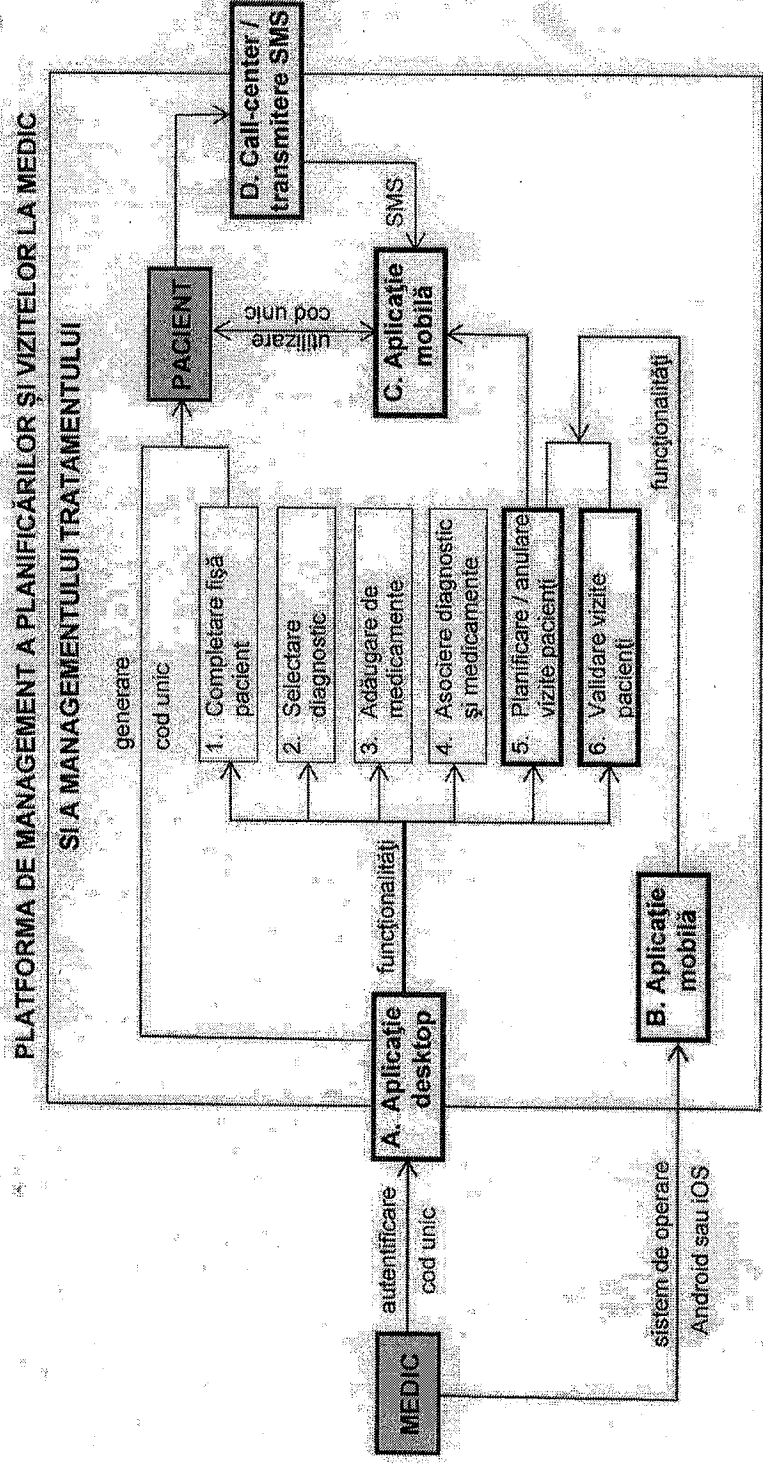 PLATFORMA DE MANAGEMENT A PLANIFICĂRILOR ȘI VIZITELOR LA MEDIC
SI A MANAGEMENTULUI TRATAMENTULUI
MEDIC
autentificare
cod unic
sistem de operare
Android sau iOS
A. Aplicaţie
desktop
B. Aplicaţie
mobilă
generare
cod unic
funcţionalităţi
1. Completare fişă
pacient
2. Selectare
diagnostic
3. Adăugare de
medicamente
4. Asociere diagnostic
şi medicamente
5. Planificare / anulare
vizite pacienţi
6. Validare vizite
pacienţi
funcţionalităţi
PACIENT
utilizare
cod unic
C. Aplicaţie
mobilă
SMS
D. Call-center /
transmitere SMS